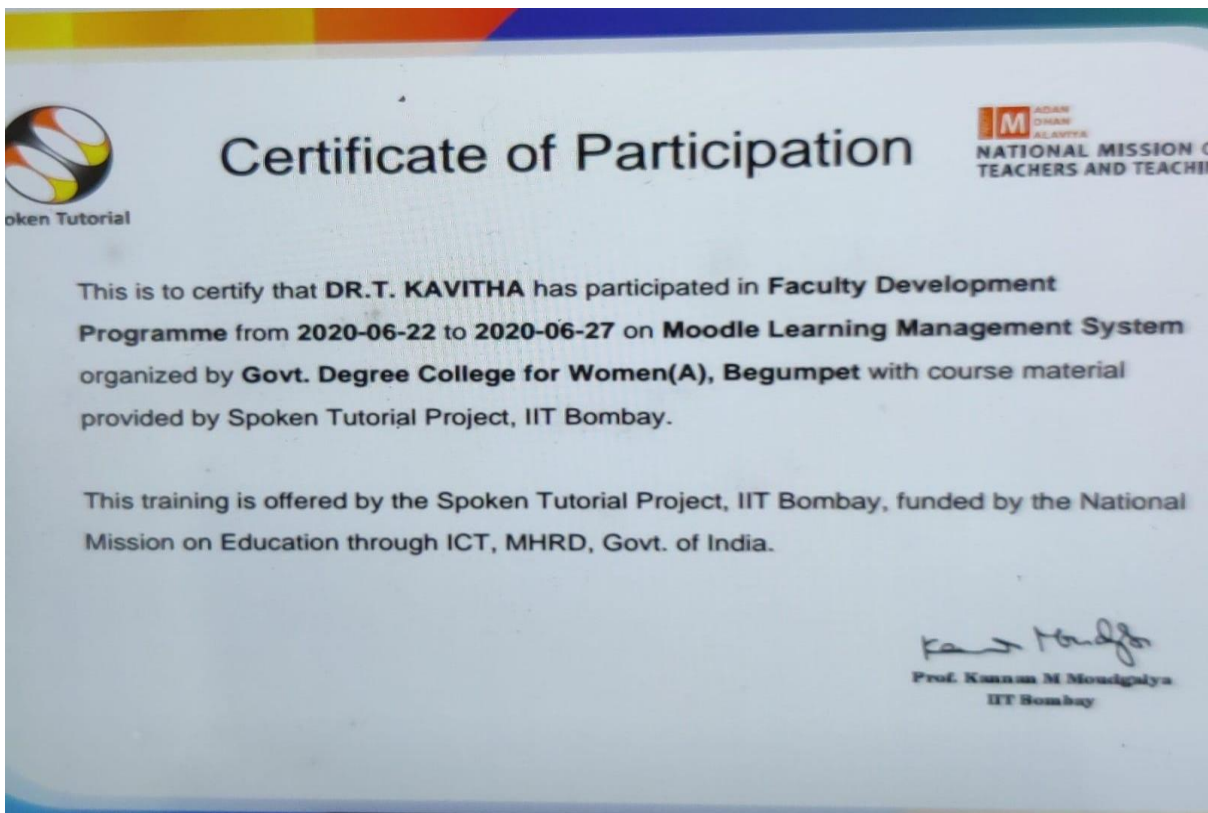 Certificate of Participation
oken Tutorial
M
ADAN
OHAN
ALAVIYA
NATIONAL MISSION O
TEACHERS AND TEACHI
This is to certify that DR.T. KAVITHA has participated in Faculty Development
Programme from 2020-06-22 to 2020-06-27 on Moodle Learning Management System
organized by Govt. Degree College for Women(A), Begumpet with course material
provided by Spoken Tutorial Project, IIT Bombay.
This training is offered by the Spoken Tutorial Project, IIT Bombay, funded by the National
Mission on Education through ICT, MHRD, Govt. of India.
Prof. Kannan M Moudgalya
IIT Bombay